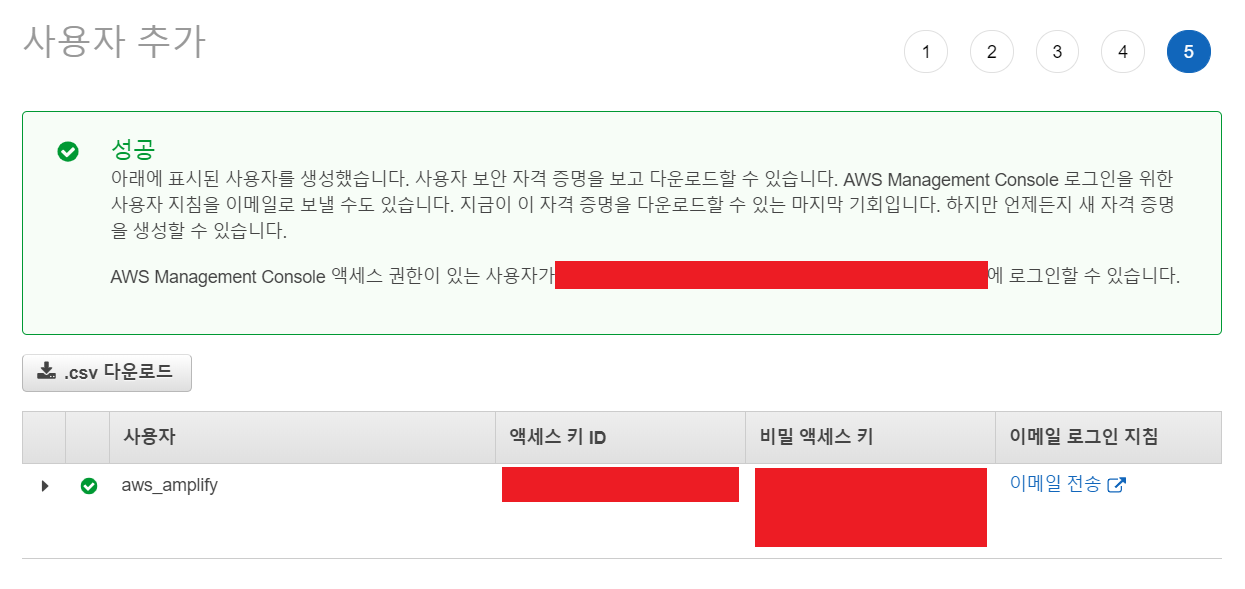 사용자 추가
1 2 3 4 5
성공
아래에 표시된 사용자를 생성했습니다. 사용자 보안 자격 증명을 보고 다운로드할 수 있습니다. AWS Management Console 로그인을 위한
사용자 지침을 이메일로 보낼 수도 있습니다. 지금이 이 자격 증명을 다운로드할 수 있는 마지막 기회입니다. 하지만 언제든지 새 자격 증명
을 생성할 수 있습니다.
AWS Management Console 액세스 권한이 있는 사용자가 에 로그인할 수 있습니다.
.csv 다운로드
사용자 액세스 키 ID 비밀 액세스 키 이메일 로그인 지침
aws_amplify 이메일 전송